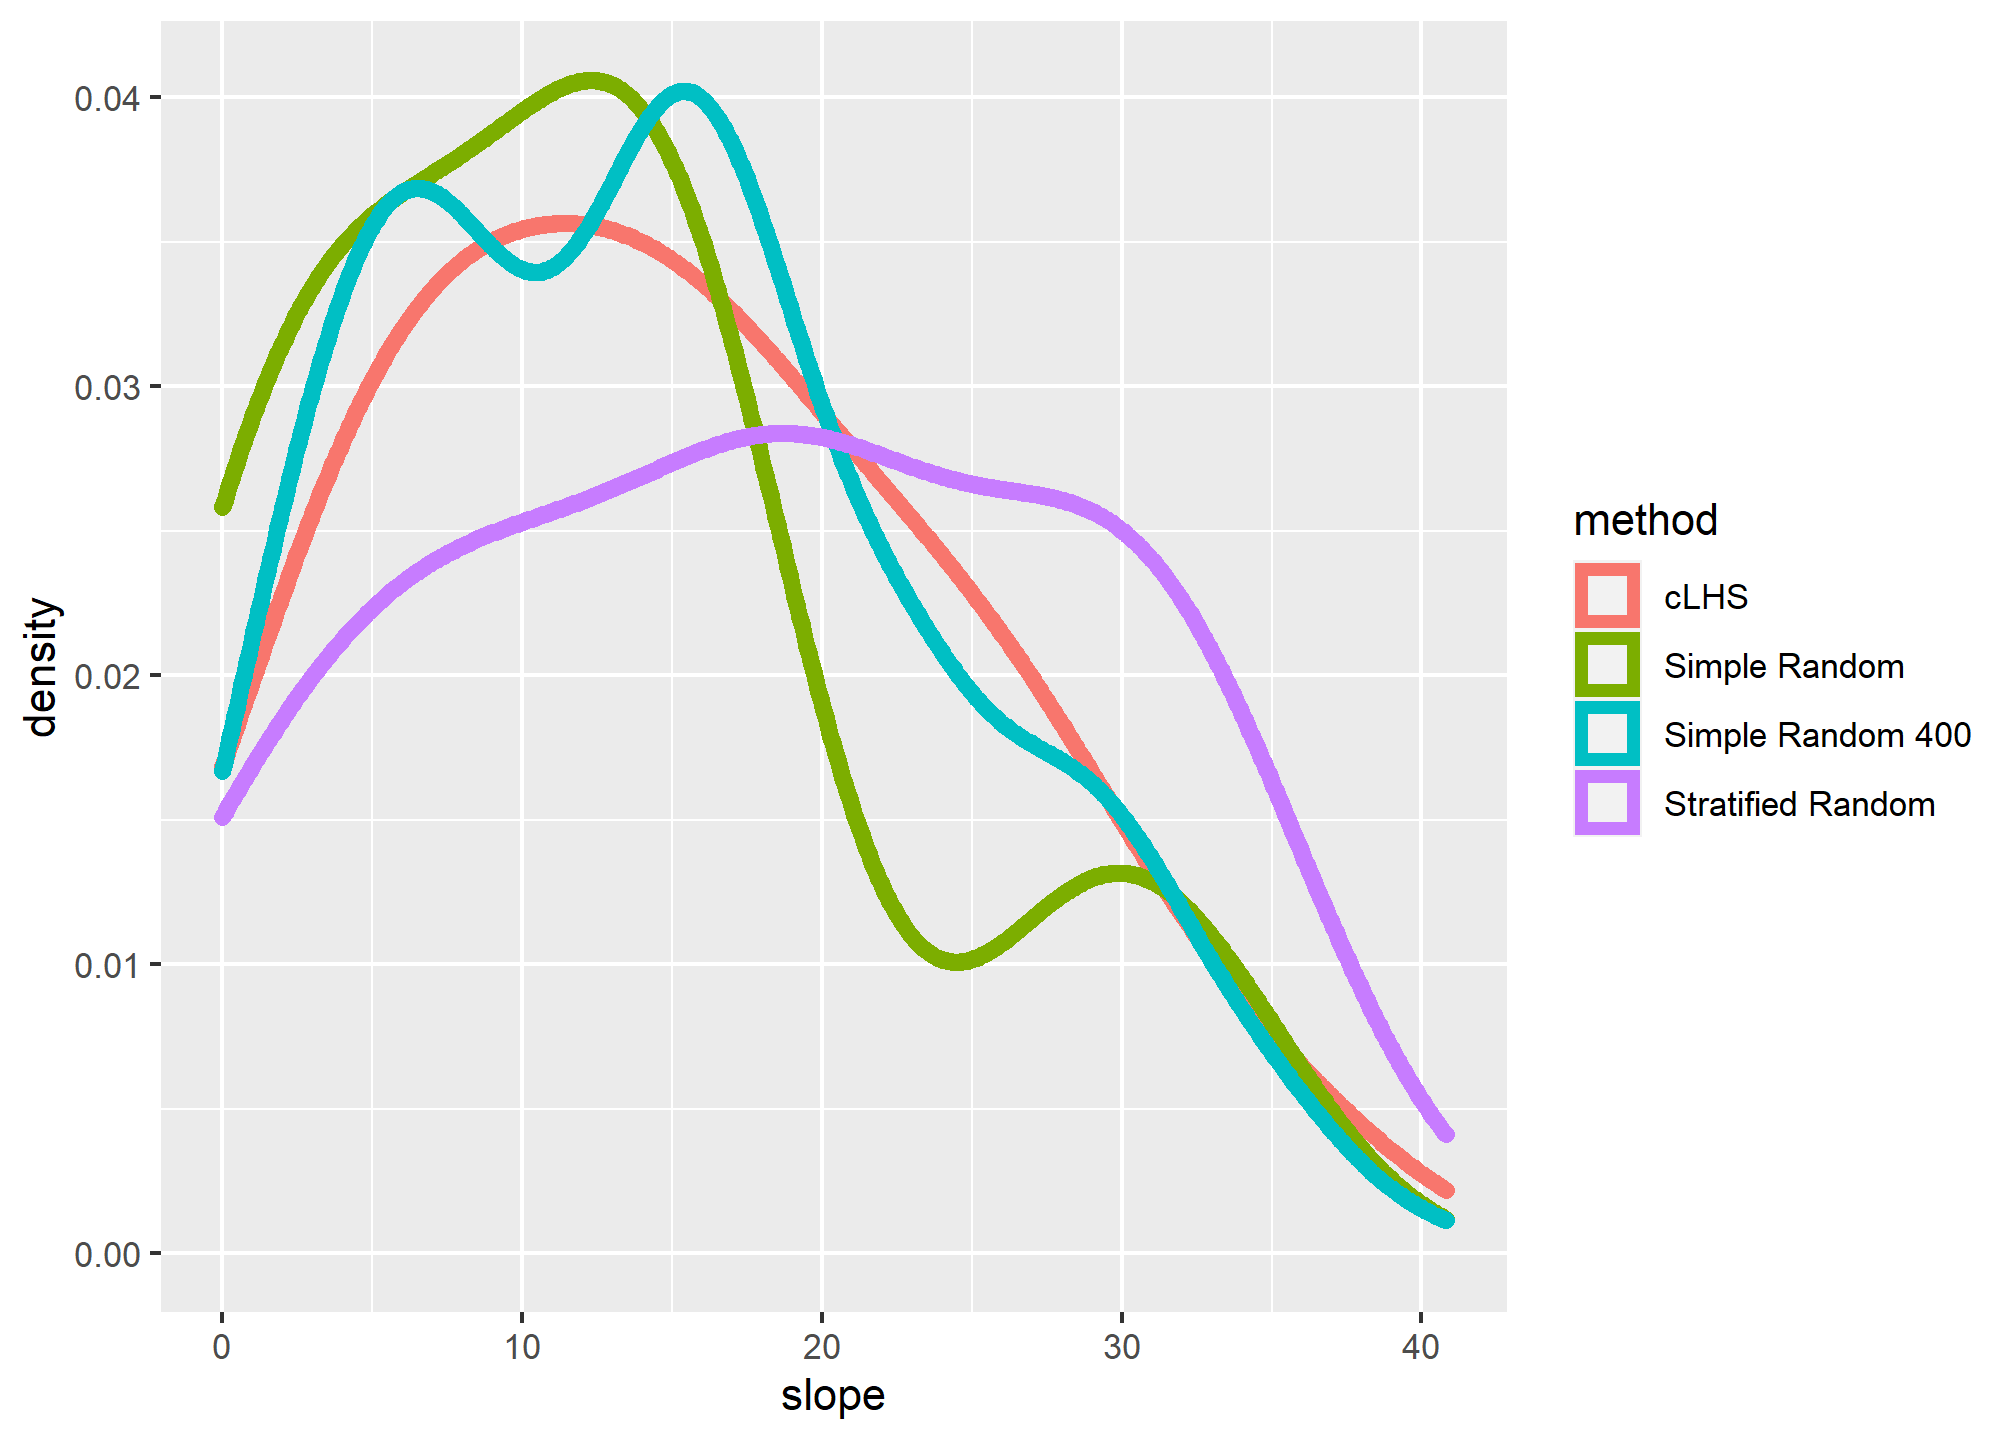 0.04
0.03
0.02
0.01
0.00
density
0
10
20
30
40
slope
method
cLHS
Simple Random
Simple Random 400
Stratified Random